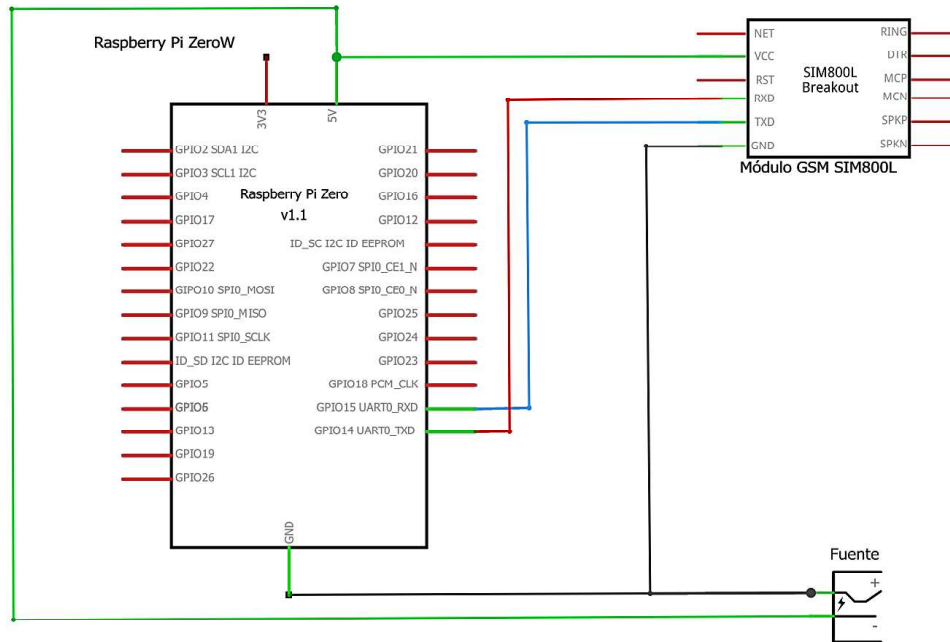 Raspberry Pi ZeroW
3V3
5V
GPIO2 SDA1 I2C
GPIO3 SCL1 I2C
GPIO4
GPIO17
GPIO27
GPIO22
GIPO10 SPI0_MOSI
GPIO9 SPI0_MISO
GPIO11 SPI0_SCLK
ID_SD I2C ID EEPROM
GPIO5
GPIO6
GPIO13
GPIO19
GPIO26
Raspberry Pi Zero
v1.1
GPIO21
GPIO20
GPIO16
GPIO12
ID_SC I2C ID EEPROM
GPIO7 SPI0_CE1_N
GPIO8 SPI0_CE0_N
GPIO25
GPIO24
GPIO23
GPIO18 PCM_CLK
GPIO15 UART0_RXD
GPIO14 UART0_TXD
GND
NET
VCC
RST
RXD
TXD
GND
SIM800L
Breakout
RING
DTR
MCP
MCN
SPKP
SPKN
Módulo GSM SIM800L
Fuente
+
-